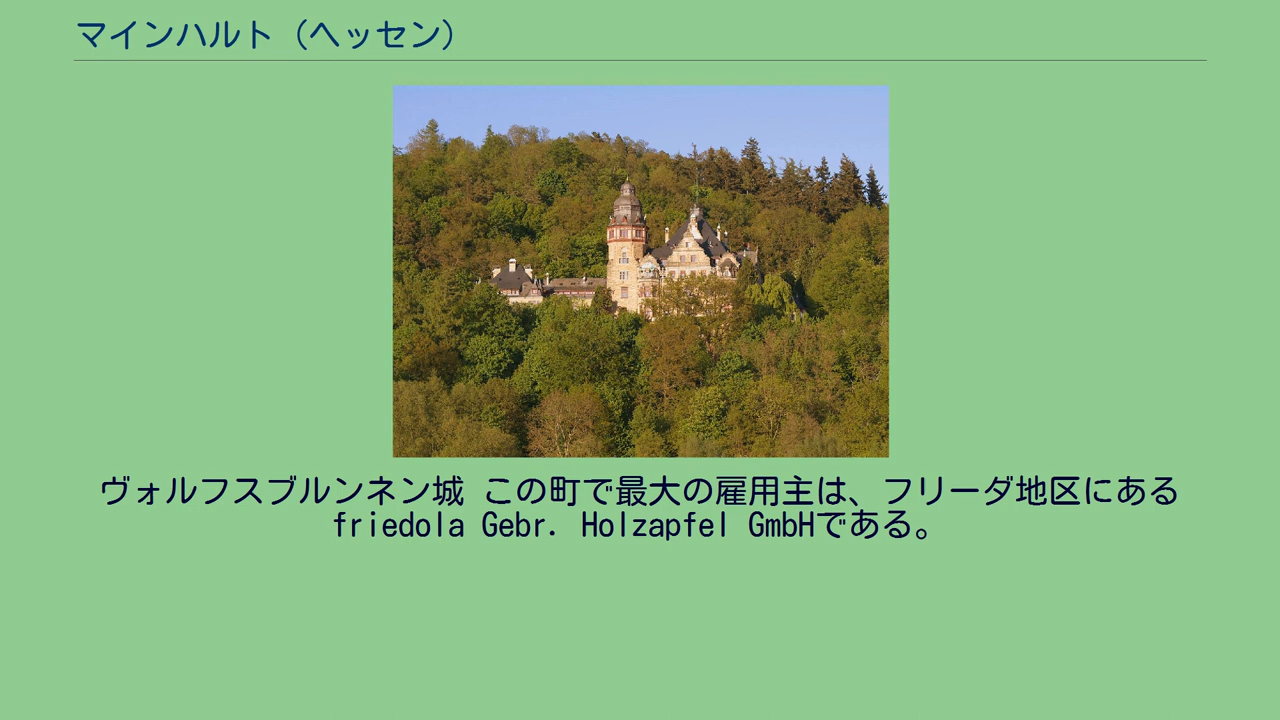 マインハルト（ヘッセン）
ヴォルフスブルンネン城 この町で最大の雇用主は、フリーダ地区にある
friedola Gebr. Holzapfel GmbHである。